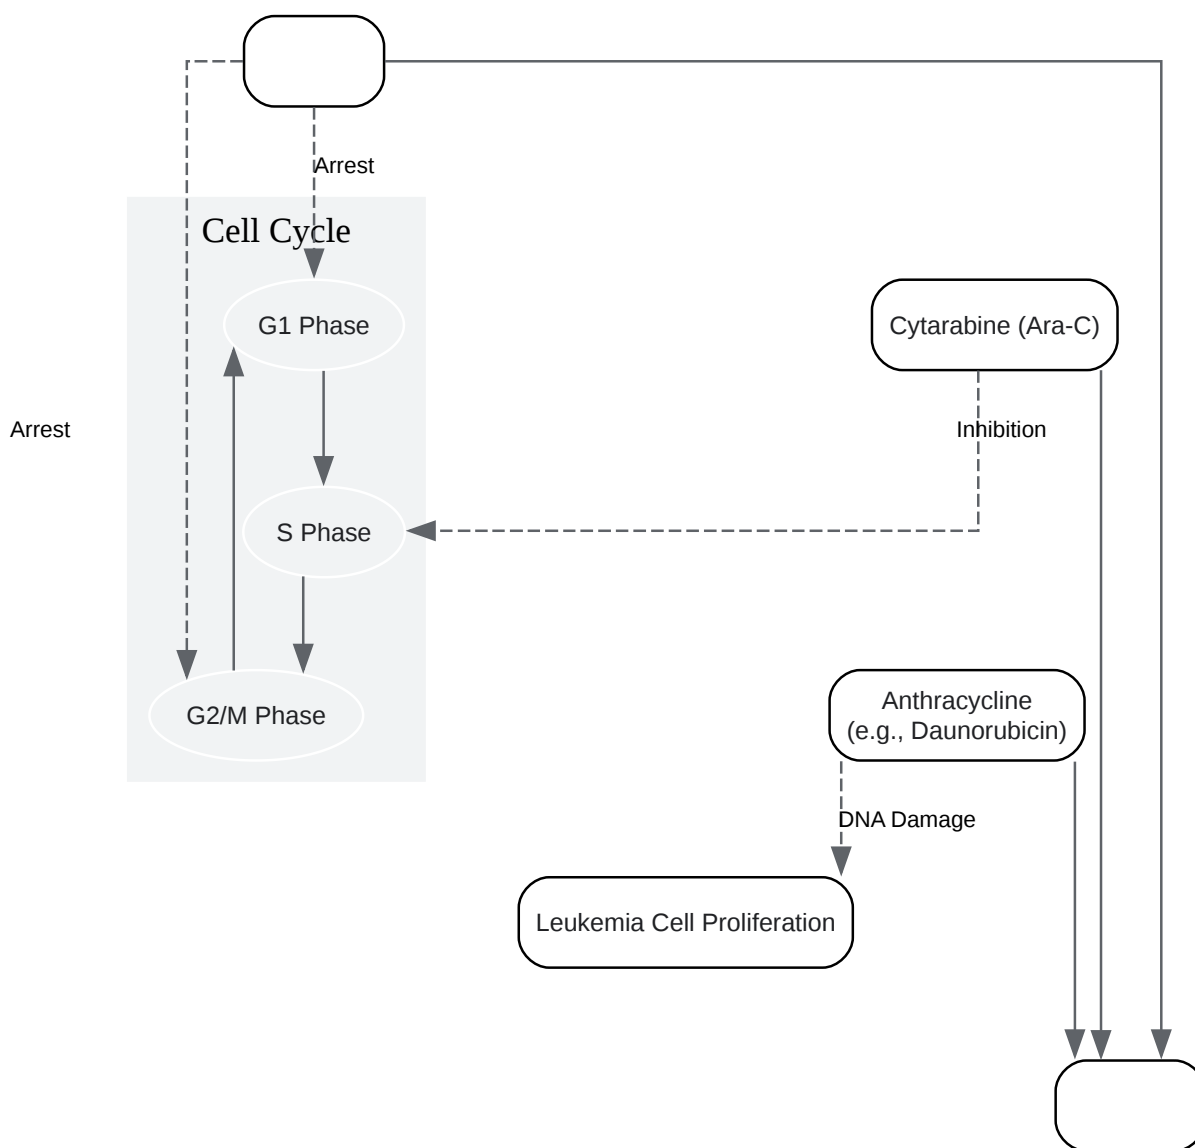 Arrest
Cell Cycle
G1 Phase
Cytarabine (Ara-C)
Arrest
Inhibition
S Phase
G2/M Phase
Anthracycline
(e.g., Daunorubicin)
DNA Damage
Leukemia Cell Proliferation